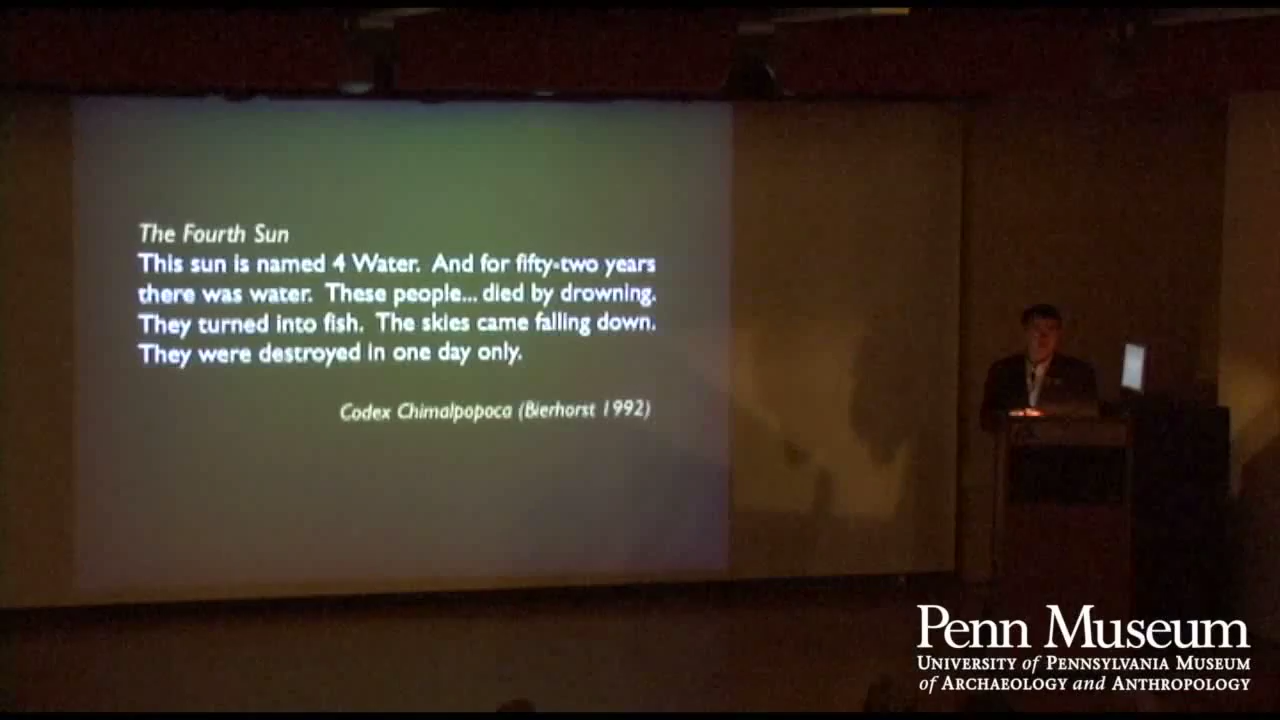 The Fourth Sun
This sun is named 4 Water. And for fifty-two years
there was water. These people... died by drowning.
They turned into fish. The skies came falling down.
They were destroyed in one day only.
Codex Chimalpopoca (Bierhorst 1992)
Penn Museum
UNIVERSITY of PENNSYLVANIA MUSEUM
of ARCHAEOLOGY and ANTHROPOLOGY